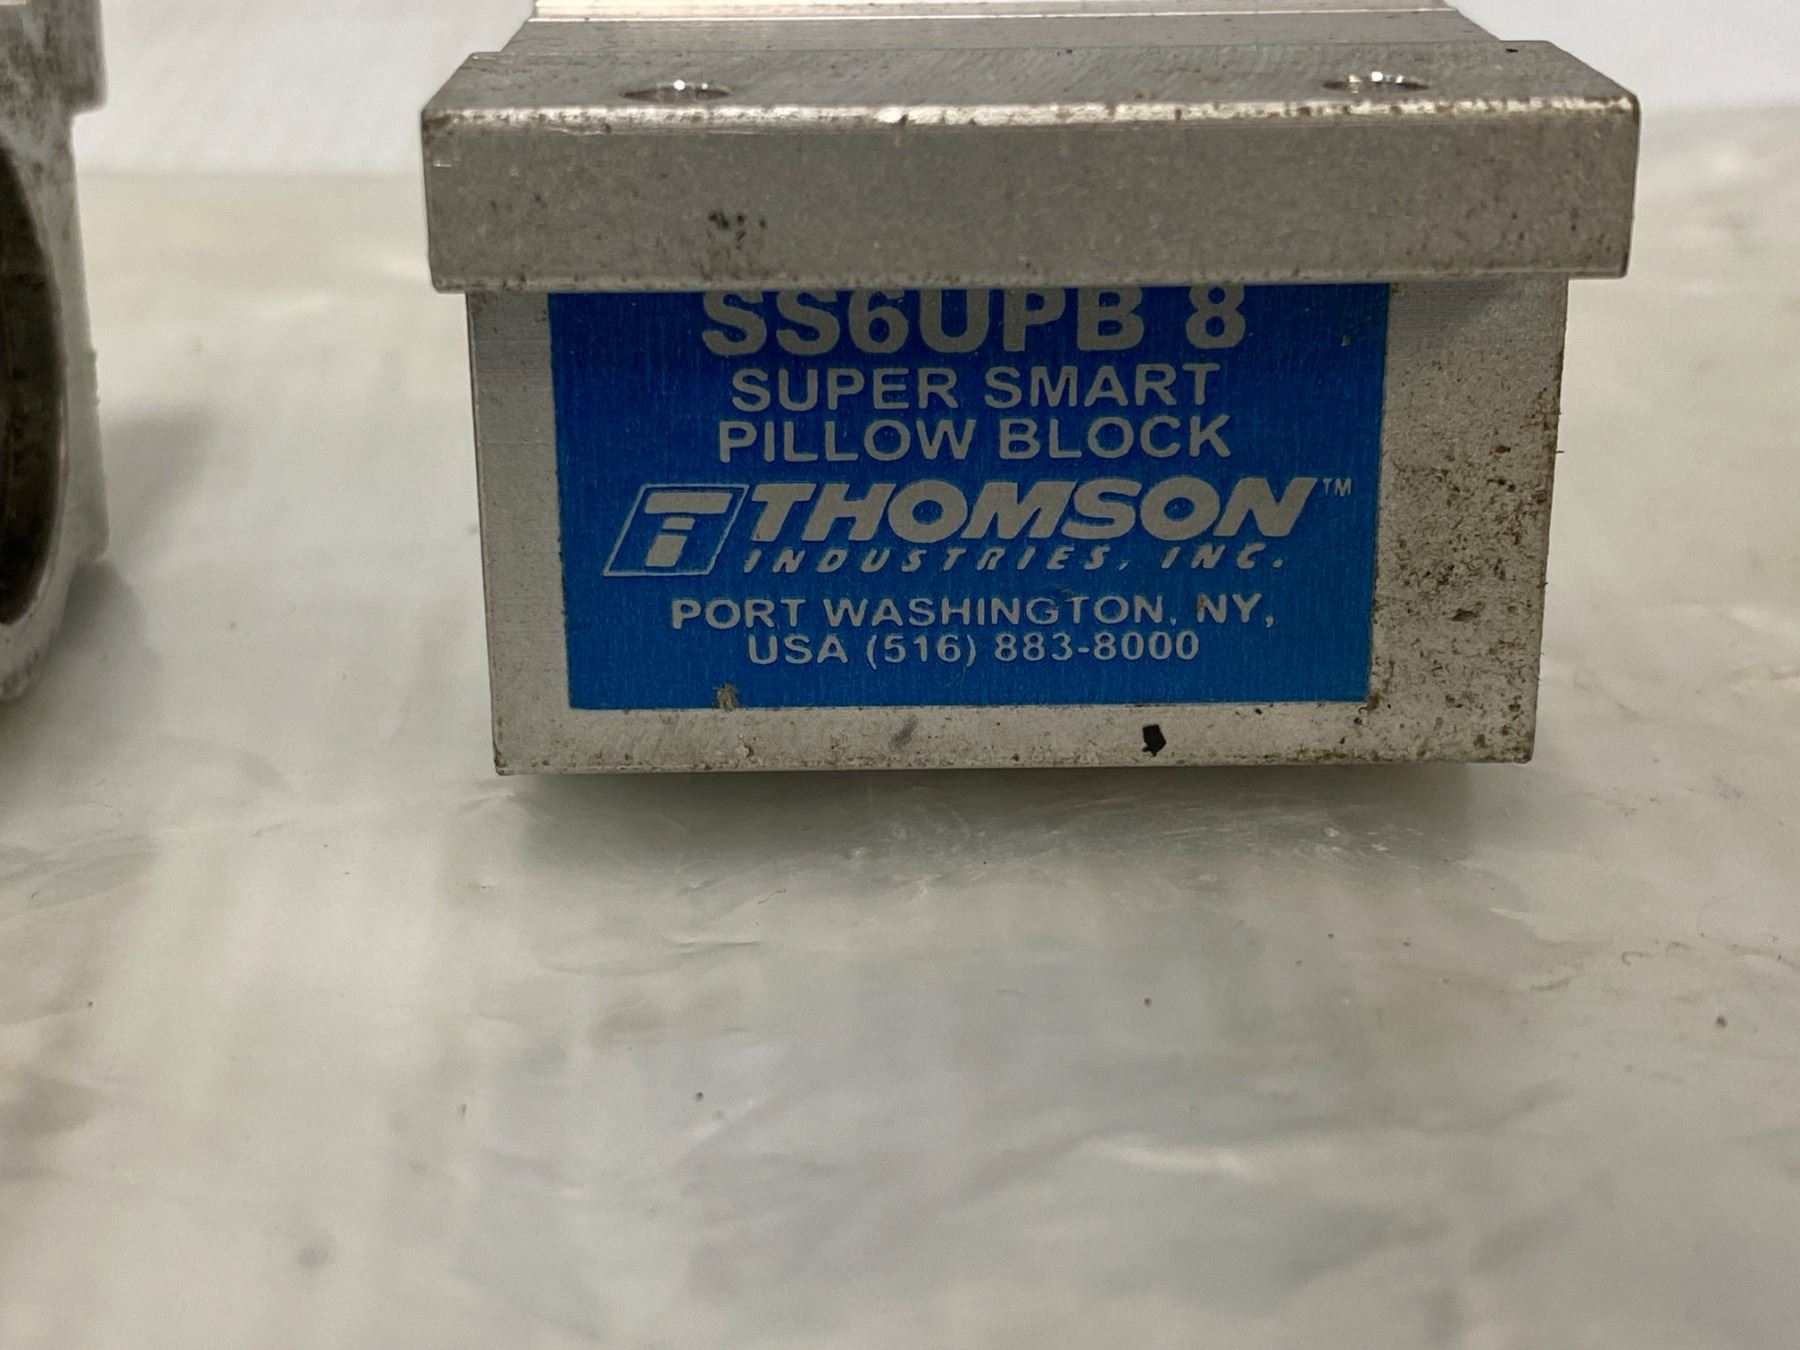 SS6UPB 8
SUPER SMART
PILLOW BLOCK
THOMSON™
INDUSTRIES, INC.
PORT WASHINGTON, NY,
USA (516) 883-8000